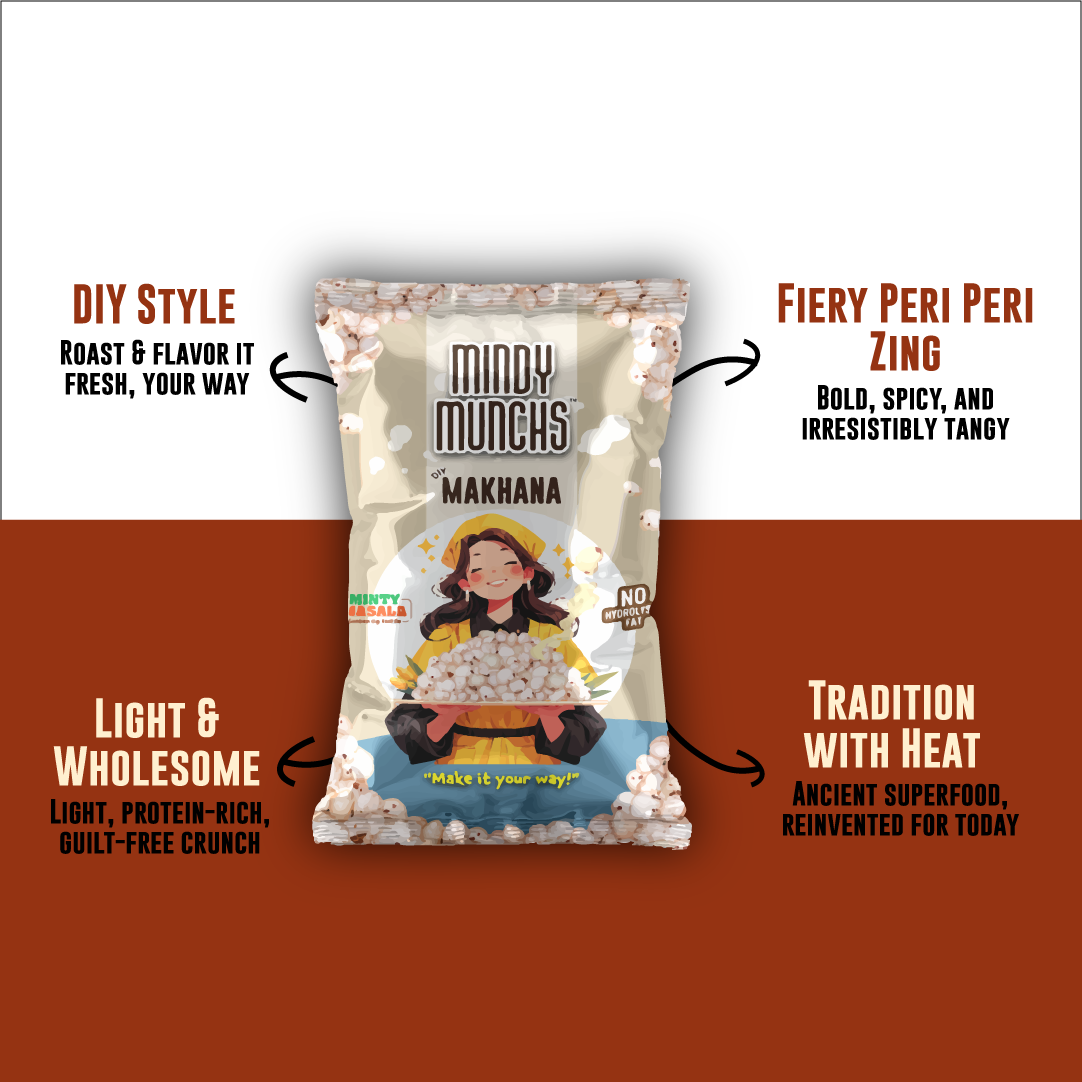 DIY Style
Roast & flavor it
fresh, your way
Fiery Peri Peri
Zing
Bold, spicy, and
irresistibly tangy
MINDY
MUNCHS™
DIY
MAKHANA
MINTY
MASALA
NO
HYDROLYS
FAT
"Make it your way!"
Light &
Wholesome
Light, protein-rich,
guilt-free crunch
Tradition
with Heat
Ancient superfood,
reinvented for today